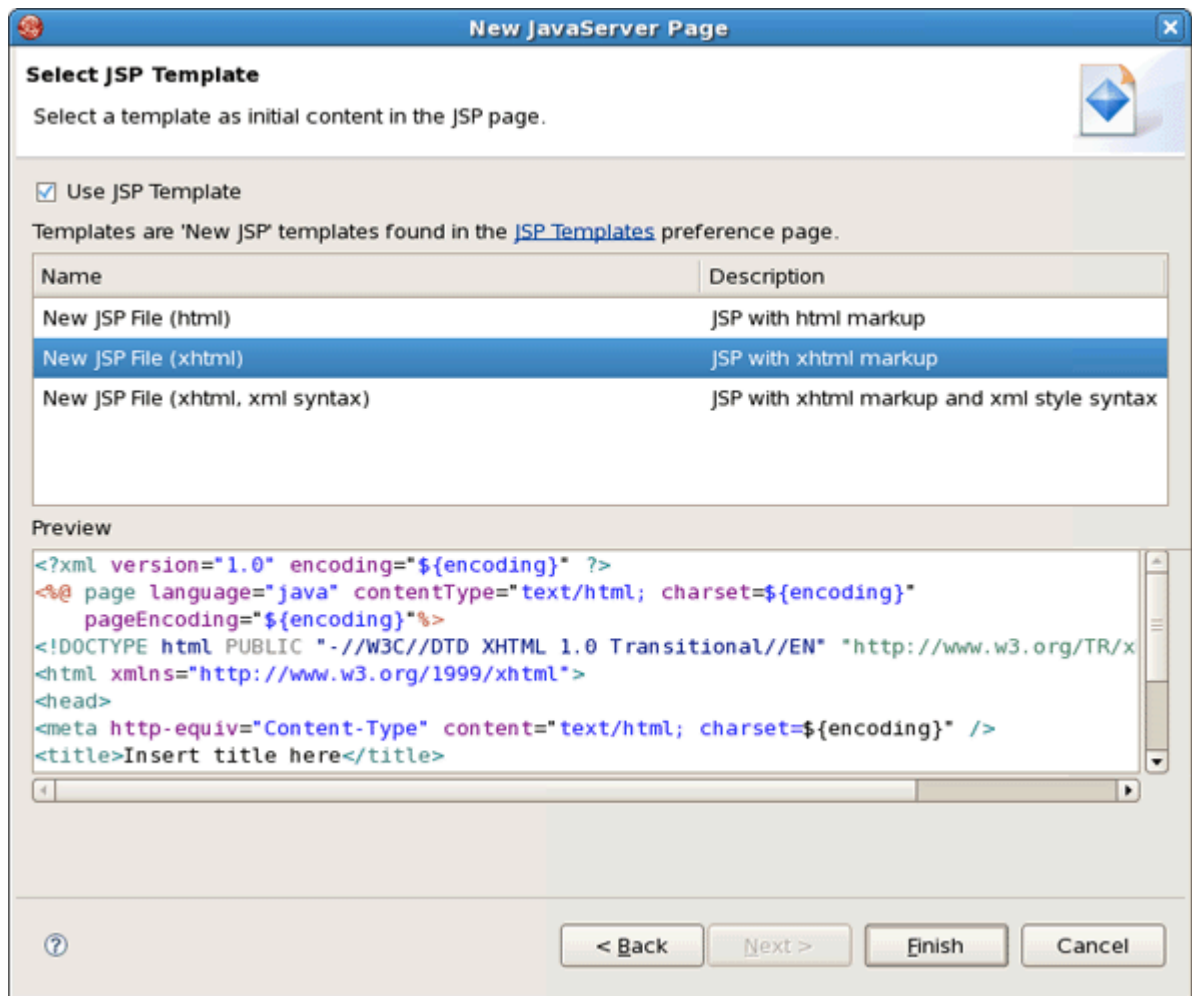 New JavaServer Page
Select JSP Template
Select a template as initial content in the JSP page.
Use JSP Template
Templates are 'New JSP' templates found in the JSP Templates preference page.
Name Description
New JSP File (html) JSP with html markup
New JSP File (xhtml) JSP with xhtml markup
New JSP File (xhtml, xml syntax) JSP with xhtml markup and xml style syntax
Preview
<?xml version="1.0" encoding="${encoding}" ?>
<%@ page language="java" contentType="text/html; charset=${encoding}"
    pageEncoding="${encoding}"%>
<!DOCTYPE html PUBLIC "-//W3C//DTD XHTML 1.0 Transitional//EN" "http://www.w3.org/TR/x
<html xmlns="http://www.w3.org/1999/xhtml">
<head>
<meta http-equiv="Content-Type" content="text/html; charset=${encoding}" />
<title>Insert title here</title>
? < Back Next > Finish Cancel